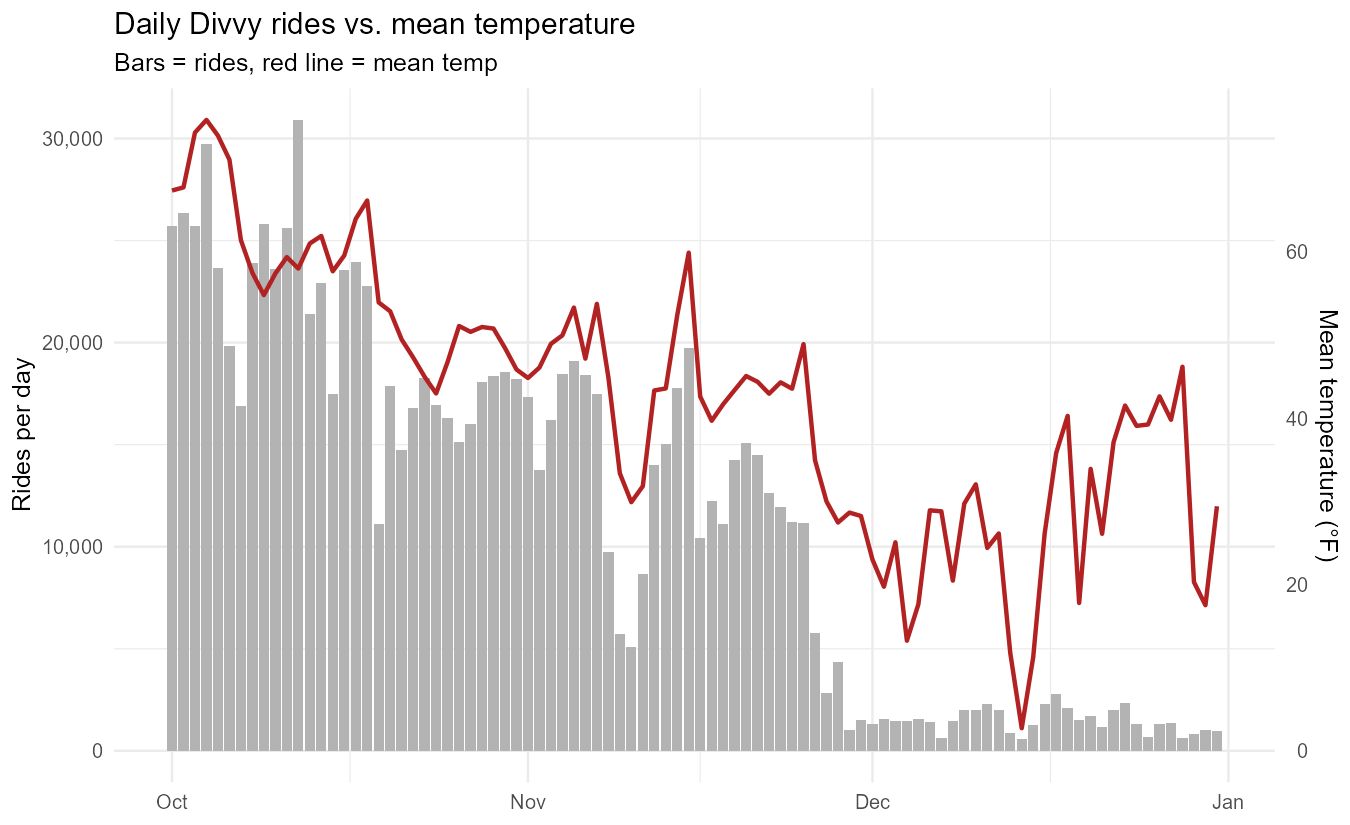 Daily Divvy rides vs. mean temperature
Bars = rides, red line = mean temp
Rides per day
30,000
20,000
10,000
0
60
40
20
0
Mean temperature (°F)
Oct
Nov
Dec
Jan